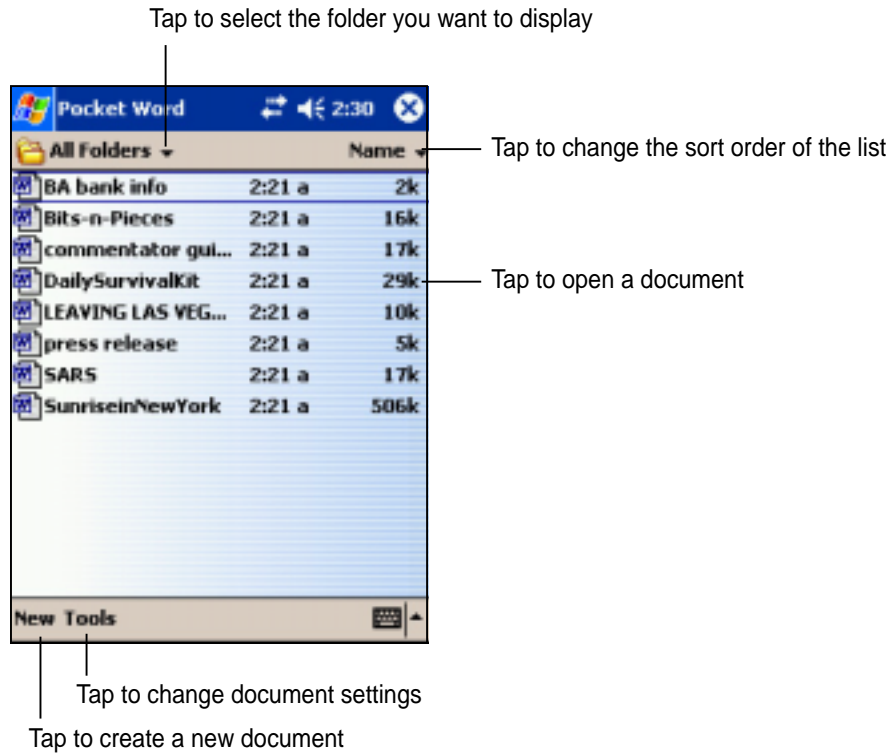 Tap to select the folder you want to display
Pocket Word 2:30
All Folders Name
Tap to change the sort order of the list
BA bank info 2:21 a 2k
Bits-n-Pieces 2:21 a 16k
commentator gui... 2:21 a 17k
DailySurvivalKit 2:21 a 29k
Tap to open a document
LEAVING LAS VEG... 2:21 a 10k
press release 2:21 a 5k
SARS 2:21 a 17k
SunriseinNewYork 2:21 a 506k
New Tools
Tap to change document settings
Tap to create a new document